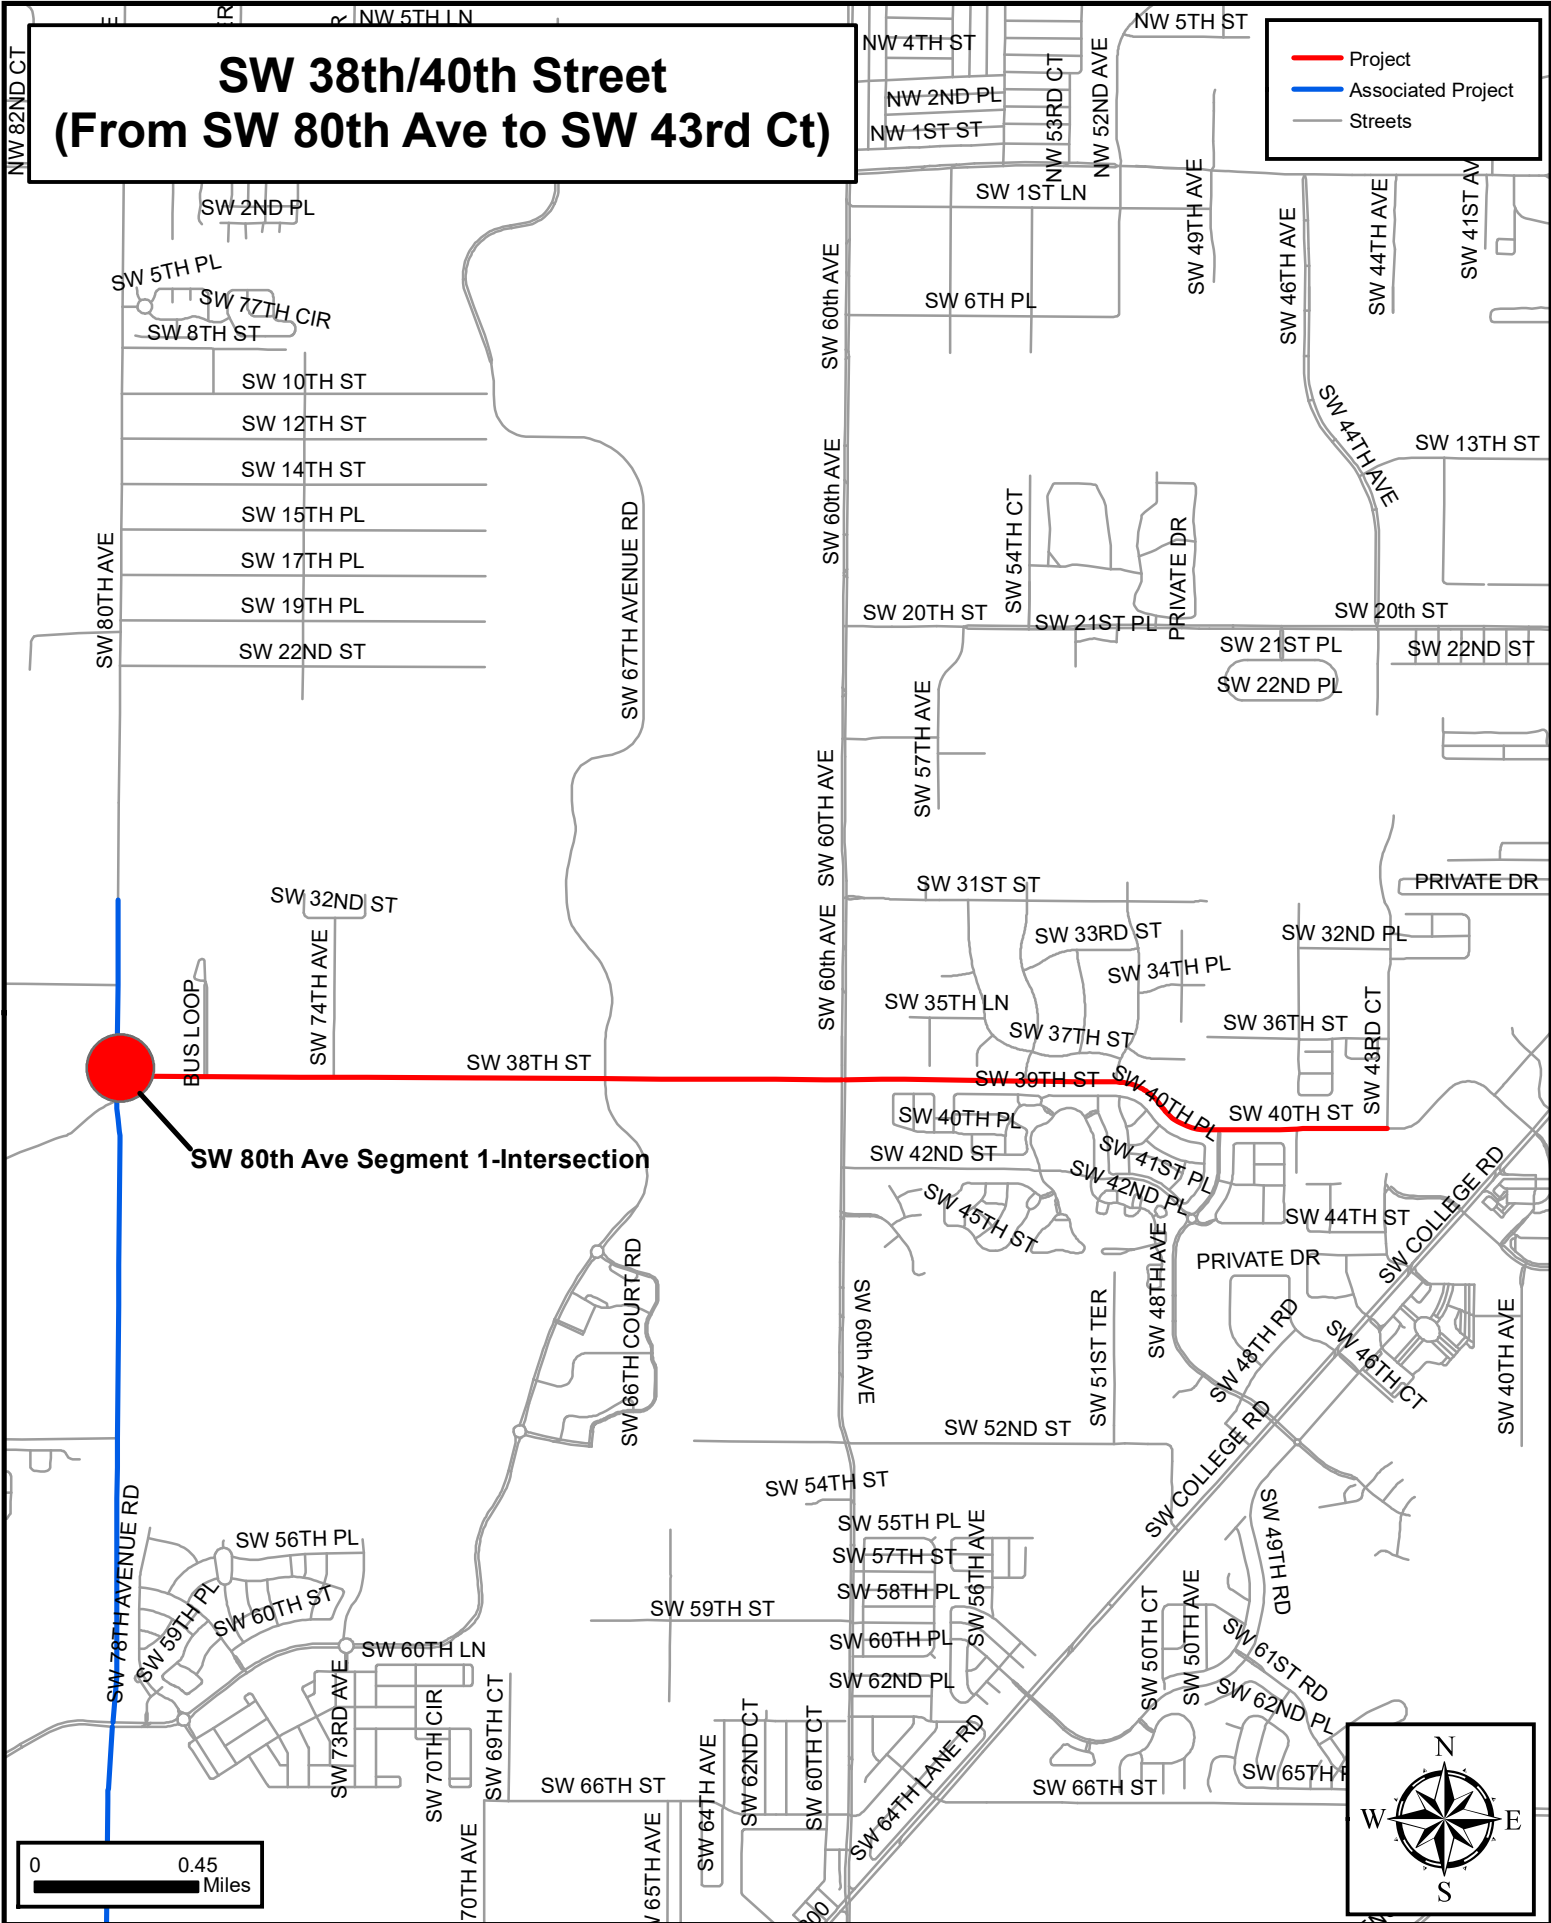 NW 5TH LN
NW 82ND CT
SW 38th/40th Street
(From SW 80th Ave to SW 43rd Ct)
NW 4TH ST
NW 2ND PL
NW 1ST ST
NW 53RD CT
NW 52ND AVE
NW 5TH ST
Project
Associated Project
Streets
SW 2ND PL
SW 1ST LN
SW 49TH AVE
SW 46TH AVE
SW 44TH AVE
SW 41ST AV
SW 5TH PL
SW 77TH CIR
SW 8TH ST
SW 6TH PL
SW 60th AVE
SW 10TH ST
SW 12TH ST
SW 14TH ST
SW 15TH PL
SW 17TH PL
SW 19TH PL
SW 22ND ST
SW 80TH AVE
SW 67TH AVENUE RD
SW 60th AVE
SW 44TH AVE
SW 13TH ST
SW 54TH CT
PRIVATE DR
SW 20TH ST
SW 21ST PL
SW 20th ST
SW 21ST PL
SW 22ND ST
SW 22ND PL
SW 57TH AVE
SW 60TH AVE
SW 31ST ST
PRIVATE DR
SW 32ND ST
SW 74TH AVE
BUS LOOP
SW 60th AVE
SW 33RD ST
SW 32ND PL
SW 34TH PL
SW 35TH LN
SW 37TH ST
SW 36TH ST
SW 43RD CT
SW 38TH ST
SW 39TH ST
SW 40TH PL
SW 40TH ST
SW 40TH PL
SW 80th Ave Segment 1-Intersection
SW 42ND ST
SW 41ST PL
SW 42ND PL
SW 45TH ST
SW 44TH ST
SW COLLEGE RD
PRIVATE DR
SW 48TH AVE
SW 66TH COURT RD
SW 60th AVE
SW 51ST TER
SW 48TH RD
SW 46TH CT
SW 40TH AVE
SW 52ND ST
SW COLLEGE RD
SW 54TH ST
SW 49TH RD
SW 78TH AVENUE RD
SW 56TH PL
SW 59TH PL
SW 60TH ST
SW 55TH PL
SW 57TH ST
SW 58TH PL
SW 56TH AVE
SW 59TH ST
SW 60TH PL
SW 62ND PL
SW 50TH CT
SW 50TH AVE
SW 61ST RD
SW 62ND PL
SW 60TH LN
SW 73RD AVE
SW 70TH CIR
SW 69TH CT
SW 66TH ST
SW 64TH AVE
SW 62ND CT
SW 60TH CT
SW 64TH LANE RD
SW 66TH ST
SW 65TH
70TH AVE
65TH AVE
N
W E
S
0 0.45
Miles